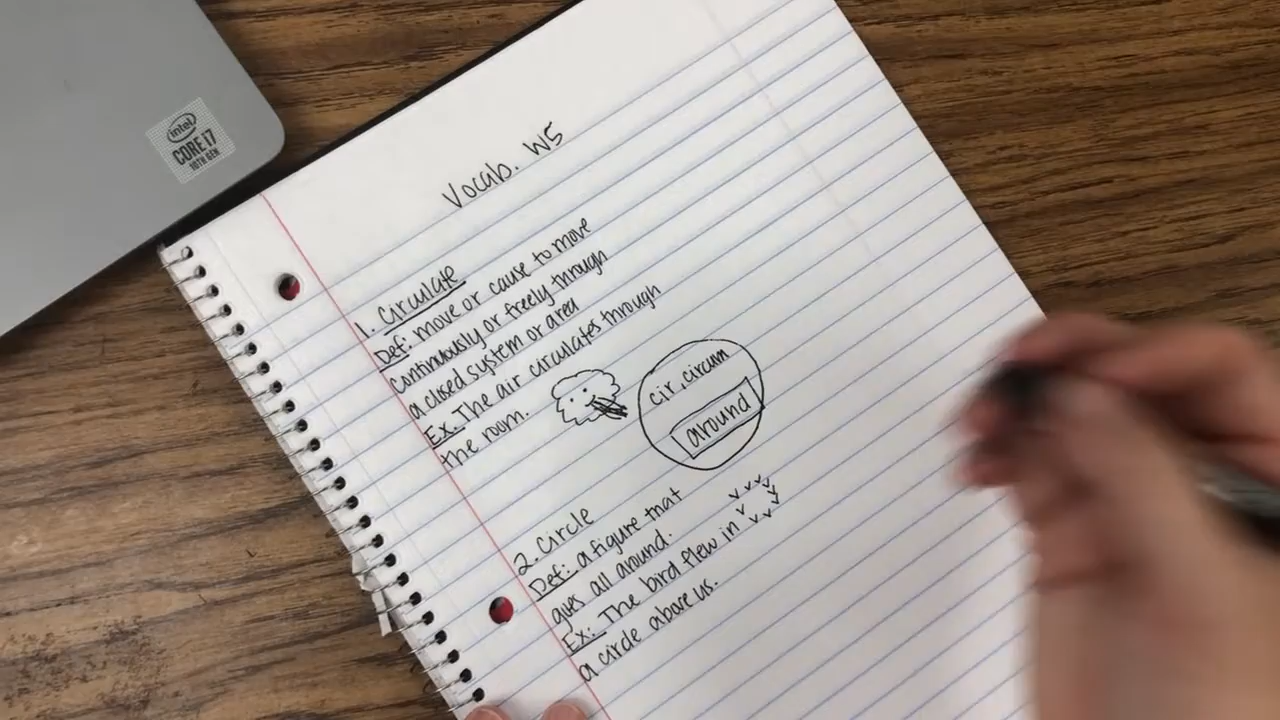 intel
CORE i7
10TH GEN
Vocab. W5
1. Circulate
Def: move or cause to move
continuously or freely through
a closed system or area
Ex. The air circulates through
the room.
cir, circum
around
2. Circle
Def: a figure that
goes all around.
Ex: The bird flew in
a circle above us.